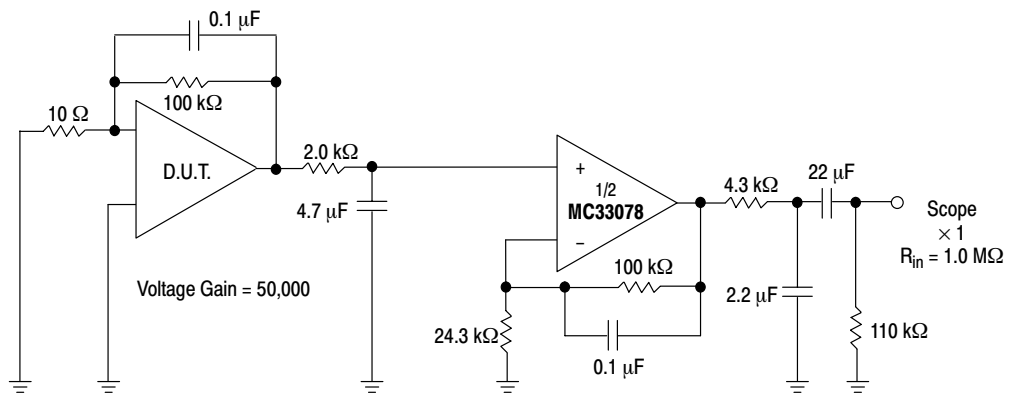 0.1 μF
100 kΩ
10 Ω
D.U.T.
2.0 kΩ
4.7 μF
Voltage Gain = 50,000
+
1/2
MC33078
−
100 kΩ
24.3 kΩ
0.1 μF
4.3 kΩ
22 μF
2.2 μF
110 kΩ
Scope
× 1
Rin = 1.0 MΩ